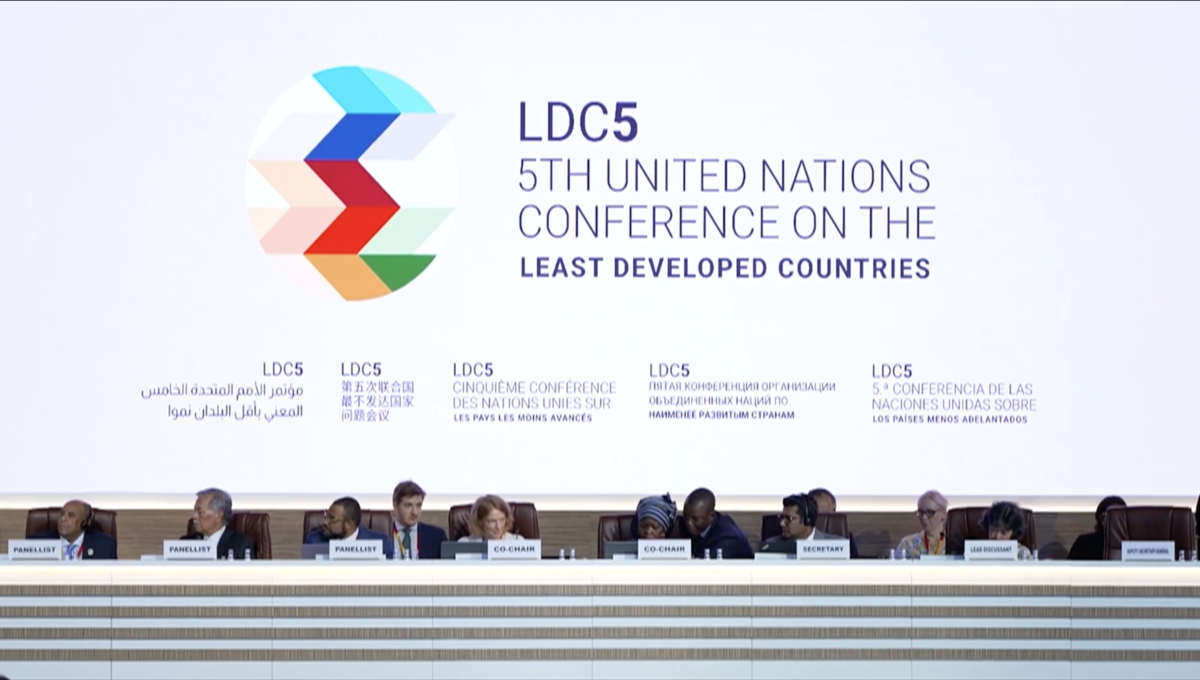 LDC5
5TH UNITED NATIONS
CONFERENCE ON THE
LEAST DEVELOPED COUNTRIES
LDC5
مؤتمر الأمم المتحدة الخامس
المعني بأقل البلدان نموا
LDC5
第五次联合国
最不发达国家
问题会议
LDC5
CINQUIÈME CONFÉRENCE
DES NATIONS UNIES SUR
LES PAYS LES MOINS AVANCÉS
LDC5
ПЯТАЯ КОНФЕРЕНЦИЯ ОРГАНИЗАЦИИ
ОБЪЕДИНЕННЫХ НАЦИЙ ПО
НАИМЕНЕЕ РАЗВИТЫМ СТРАНАМ
LDC5
5.ª CONFERENCIA DE LAS
NACIONES UNIDAS SOBRE
LOS PAÍSES MENOS ADELANTADOS
PANELLIST
PANELLIST
PANELLIST
CO-CHAIR
CO-CHAIR
SECRETARY
LEAD DISCUSSANT
DEPUTY SECRETARY-GENERAL